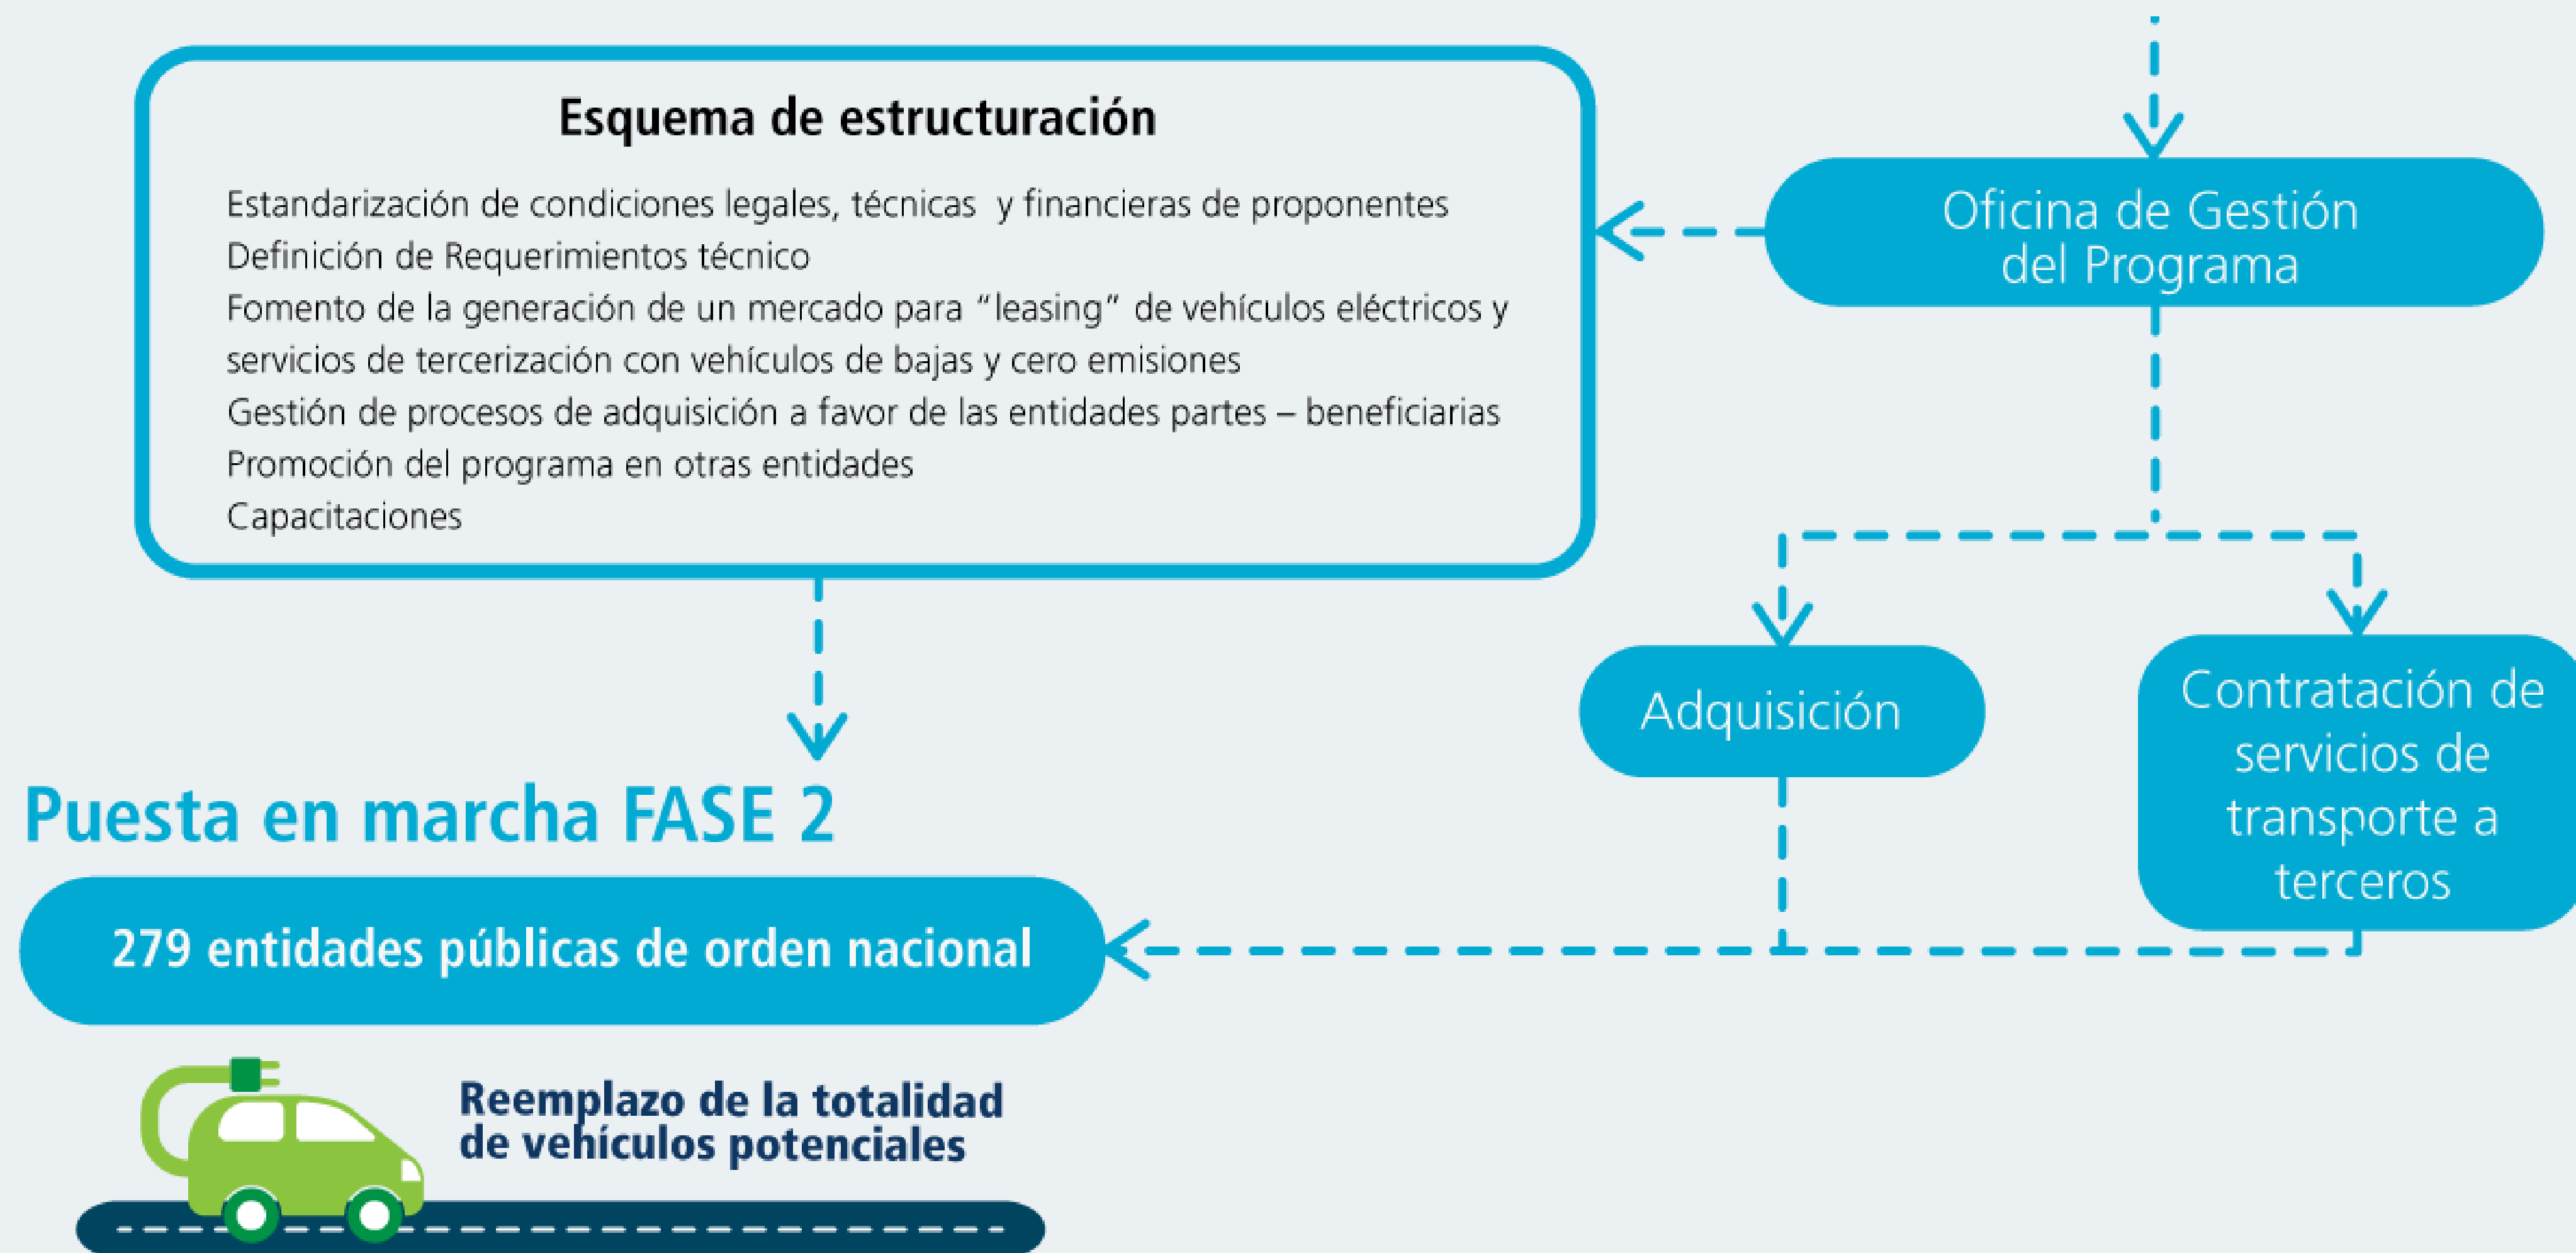 Esquema de estructuración
Estandarización de condiciones legales, técnicas y financieras de proponentes
Definición de Requerimientos técnico
Fomento de la generación de un mercado para “leasing” de vehículos eléctricos y
servicios de tercerización con vehículos de bajas y cero emisiones
Gestión de procesos de adquisición a favor de las entidades partes – beneficiarias
Promoción del programa en otras entidades
Capacitaciones
Oficina de Gestión
del Programa
Adquisición
Contratación de
servicios de
transporte a
terceros
Puesta en marcha FASE 2
279 entidades públicas de orden nacional
Reemplazo de la totalidad
de vehículos potenciales